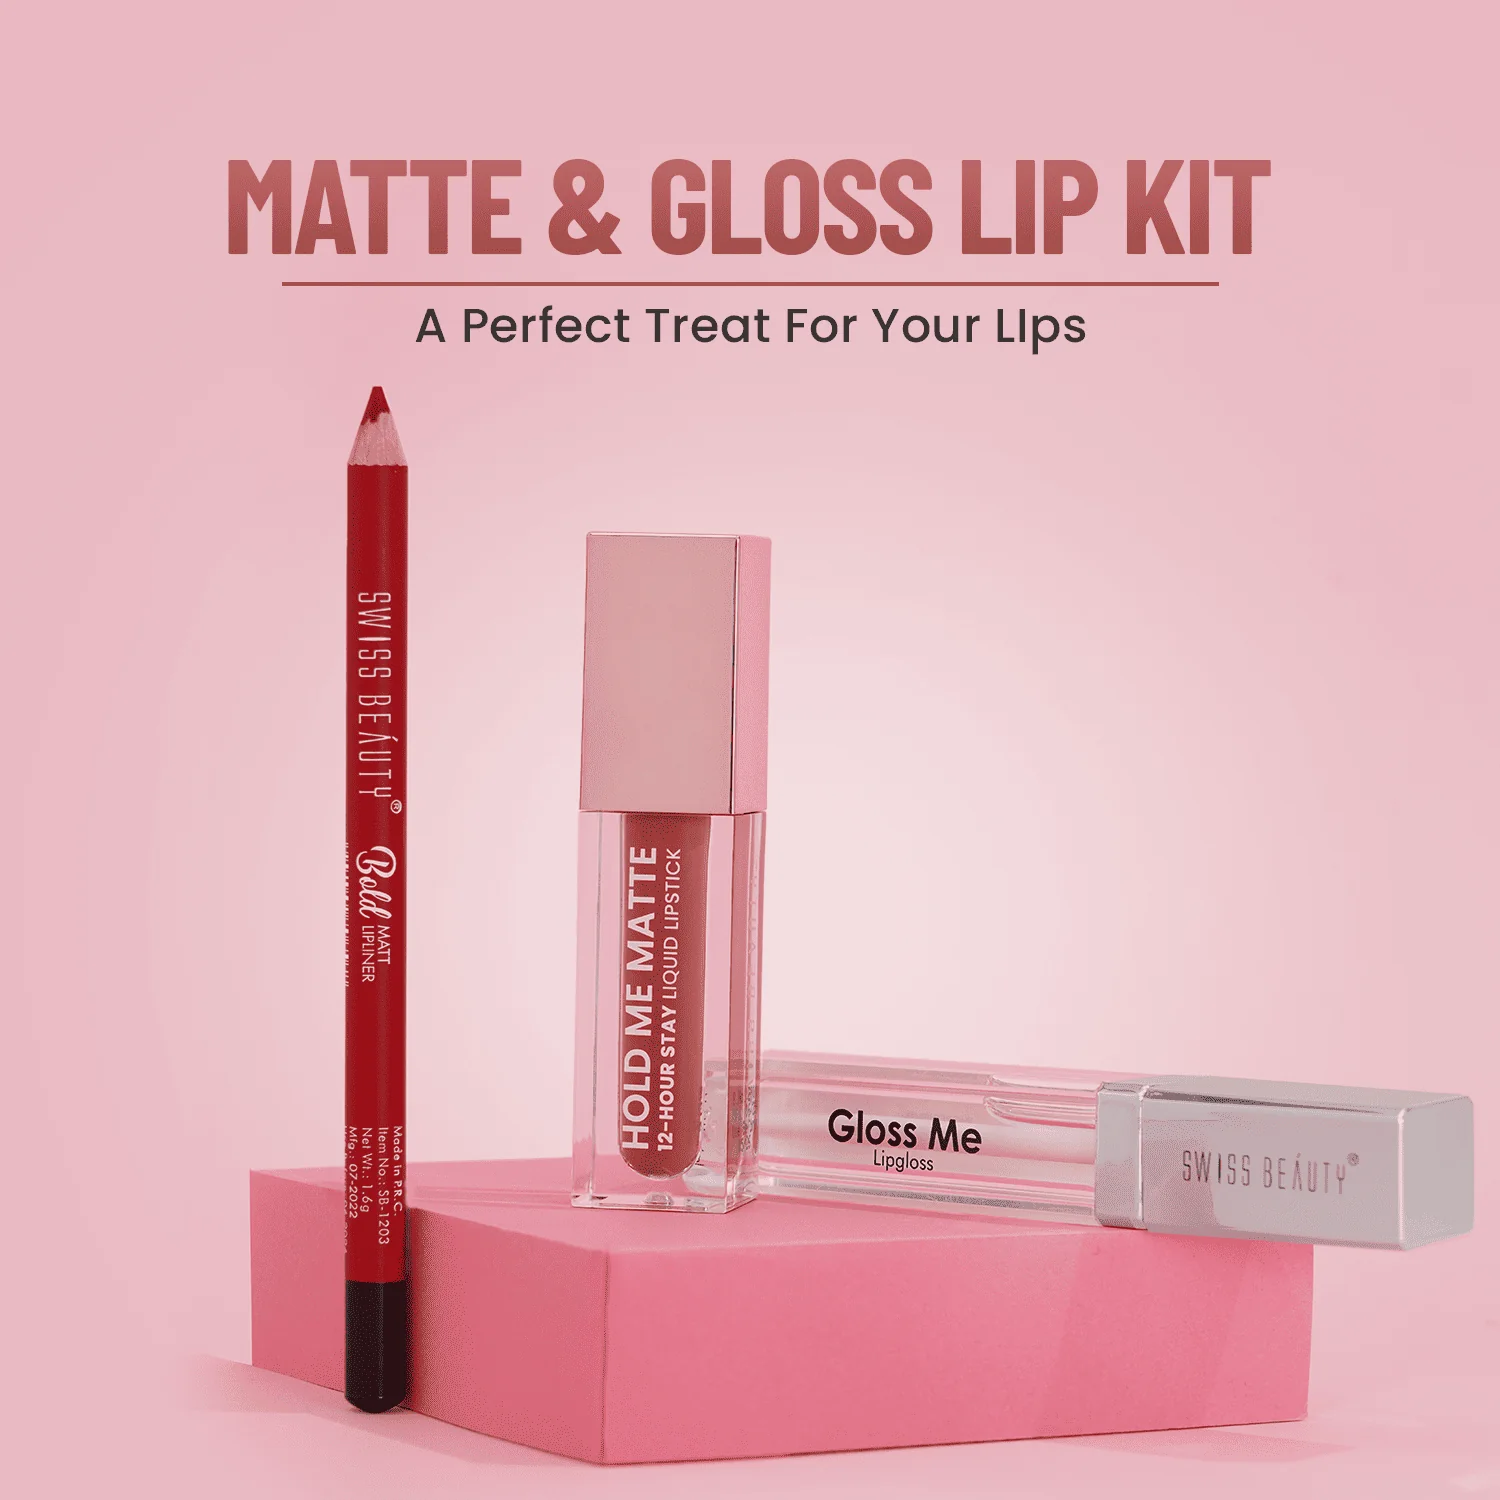 MATTE & GLOSS LIP KIT
A Perfect Treat For Your LIps
SWISS BEÁUTY®
Bold MATT
LIPLINER
Made in P.R.C.
Item No.: SB-1203
Net Wt.: 1.6g
Mfg.: 07-2022
HOLD ME MATTE
12-HOUR STAY LIQUID LIPSTICK
Gloss Me
Lipgloss
SWISS BEÁUTY®